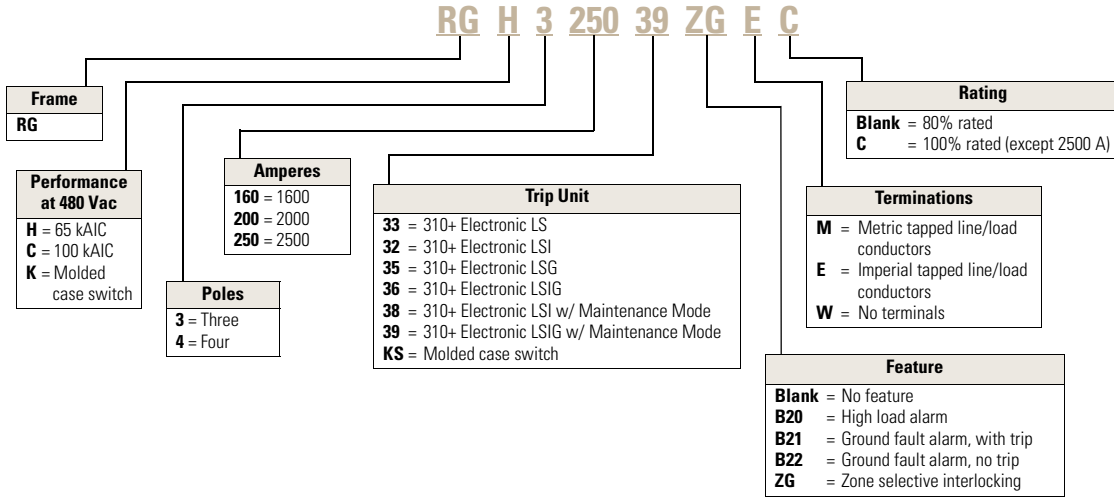 RG H 3 250 39 ZG E C
Frame
RG
Performance
at 480 Vac
H = 65 kAIC
C = 100 kAIC
K = Molded
case switch
Poles
3 = Three
4 = Four
Amperes
160 = 1600
200 = 2000
250 = 2500
Trip Unit
33 = 310+ Electronic LS
32 = 310+ Electronic LSI
35 = 310+ Electronic LSG
36 = 310+ Electronic LSIG
38 = 310+ Electronic LSI w/ Maintenance Mode
39 = 310+ Electronic LSIG w/ Maintenance Mode
KS = Molded case switch
Rating
Blank = 80% rated
C = 100% rated (except 2500 A)
Terminations
M = Metric tapped line/load
conductors
E = Imperial tapped line/load
conductors
W = No terminals
Feature
Blank = No feature
B20 = High load alarm
B21 = Ground fault alarm, with trip
B22 = Ground fault alarm, no trip
ZG = Zone selective interlocking